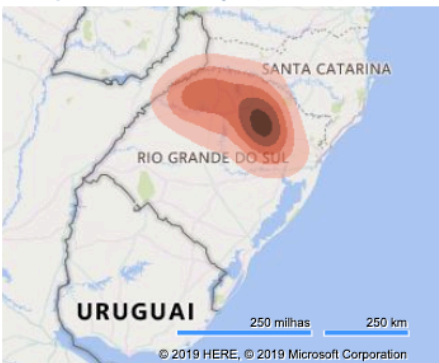 SANTA CATARINA
RIO GRANDE DO SUL
URUGUAI
250 milhas 250 km
© 2019 HERE, © 2019 Microsoft Corporation